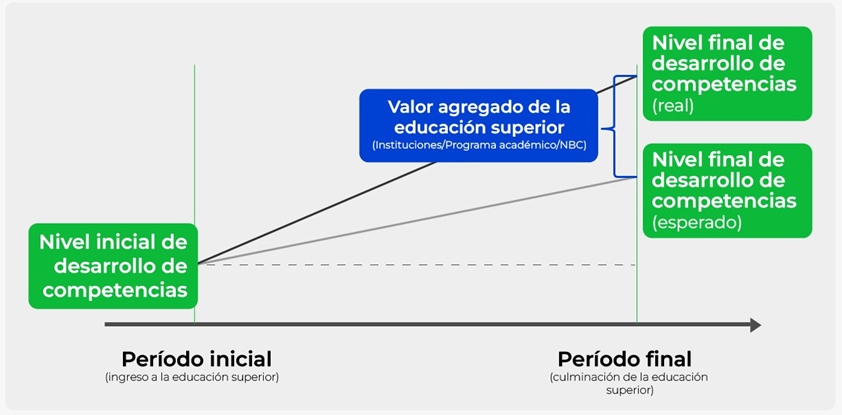 Nivel final de
desarrollo de
competencias
(real)
Valor agregado de la
educación superior
(Instituciones/Programa académico/NBC)
Nivel final de
desarrollo de
competencias
(esperado)
Nivel inicial de
desarrollo de
competencias
Período inicial
(ingreso a la educación superior)
Período final
(culminación de la educación
superior)